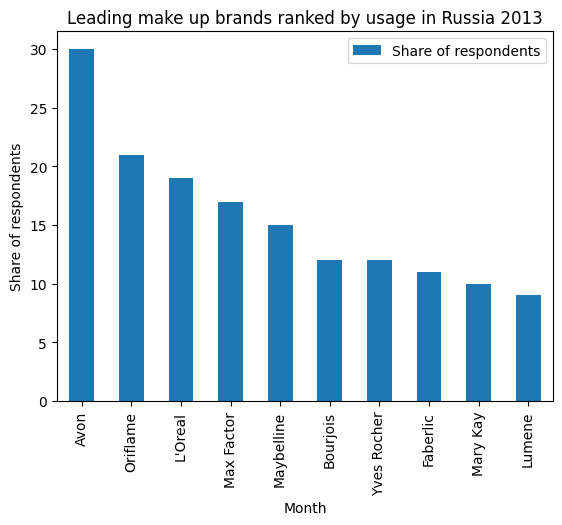 Leading make up brands ranked by usage in Russia 2013
Share of respondents
Share of respondents
30
25
20
15
10
5
0
Avon
Oriflame
L'Oreal
Max Factor
Maybelline
Bourjois
Yves Rocher
Faberlic
Mary Kay
Lumene
Month